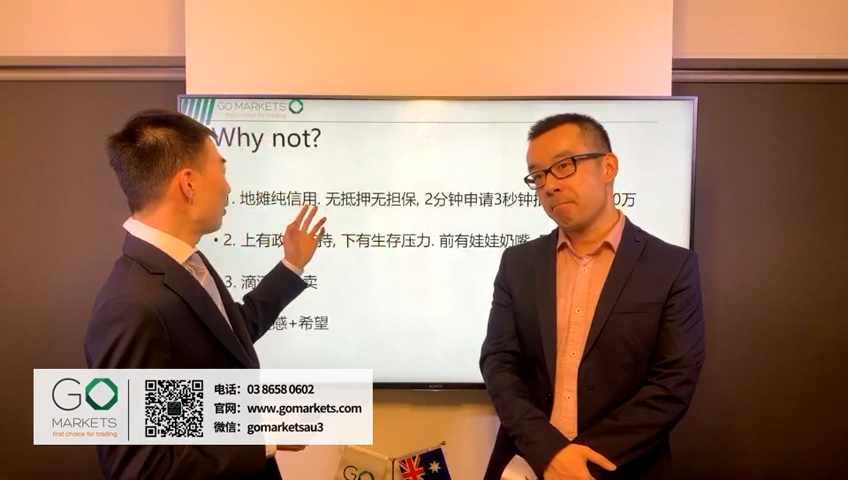 GO MARKETS
first choice for trading
Why not?
1. 地摊纯信用. 无抵押无担保, 2分钟申请3秒钟 0万
• 2. 上有政 持, 下有生存压力. 前有娃娃奶嘴,
3. 滴 卖
感+希望
GO
MARKETS
first choice for trading
电话: 03 8658 0602
官网: www.gomarkets.com
微信: gomarketsau3
GO